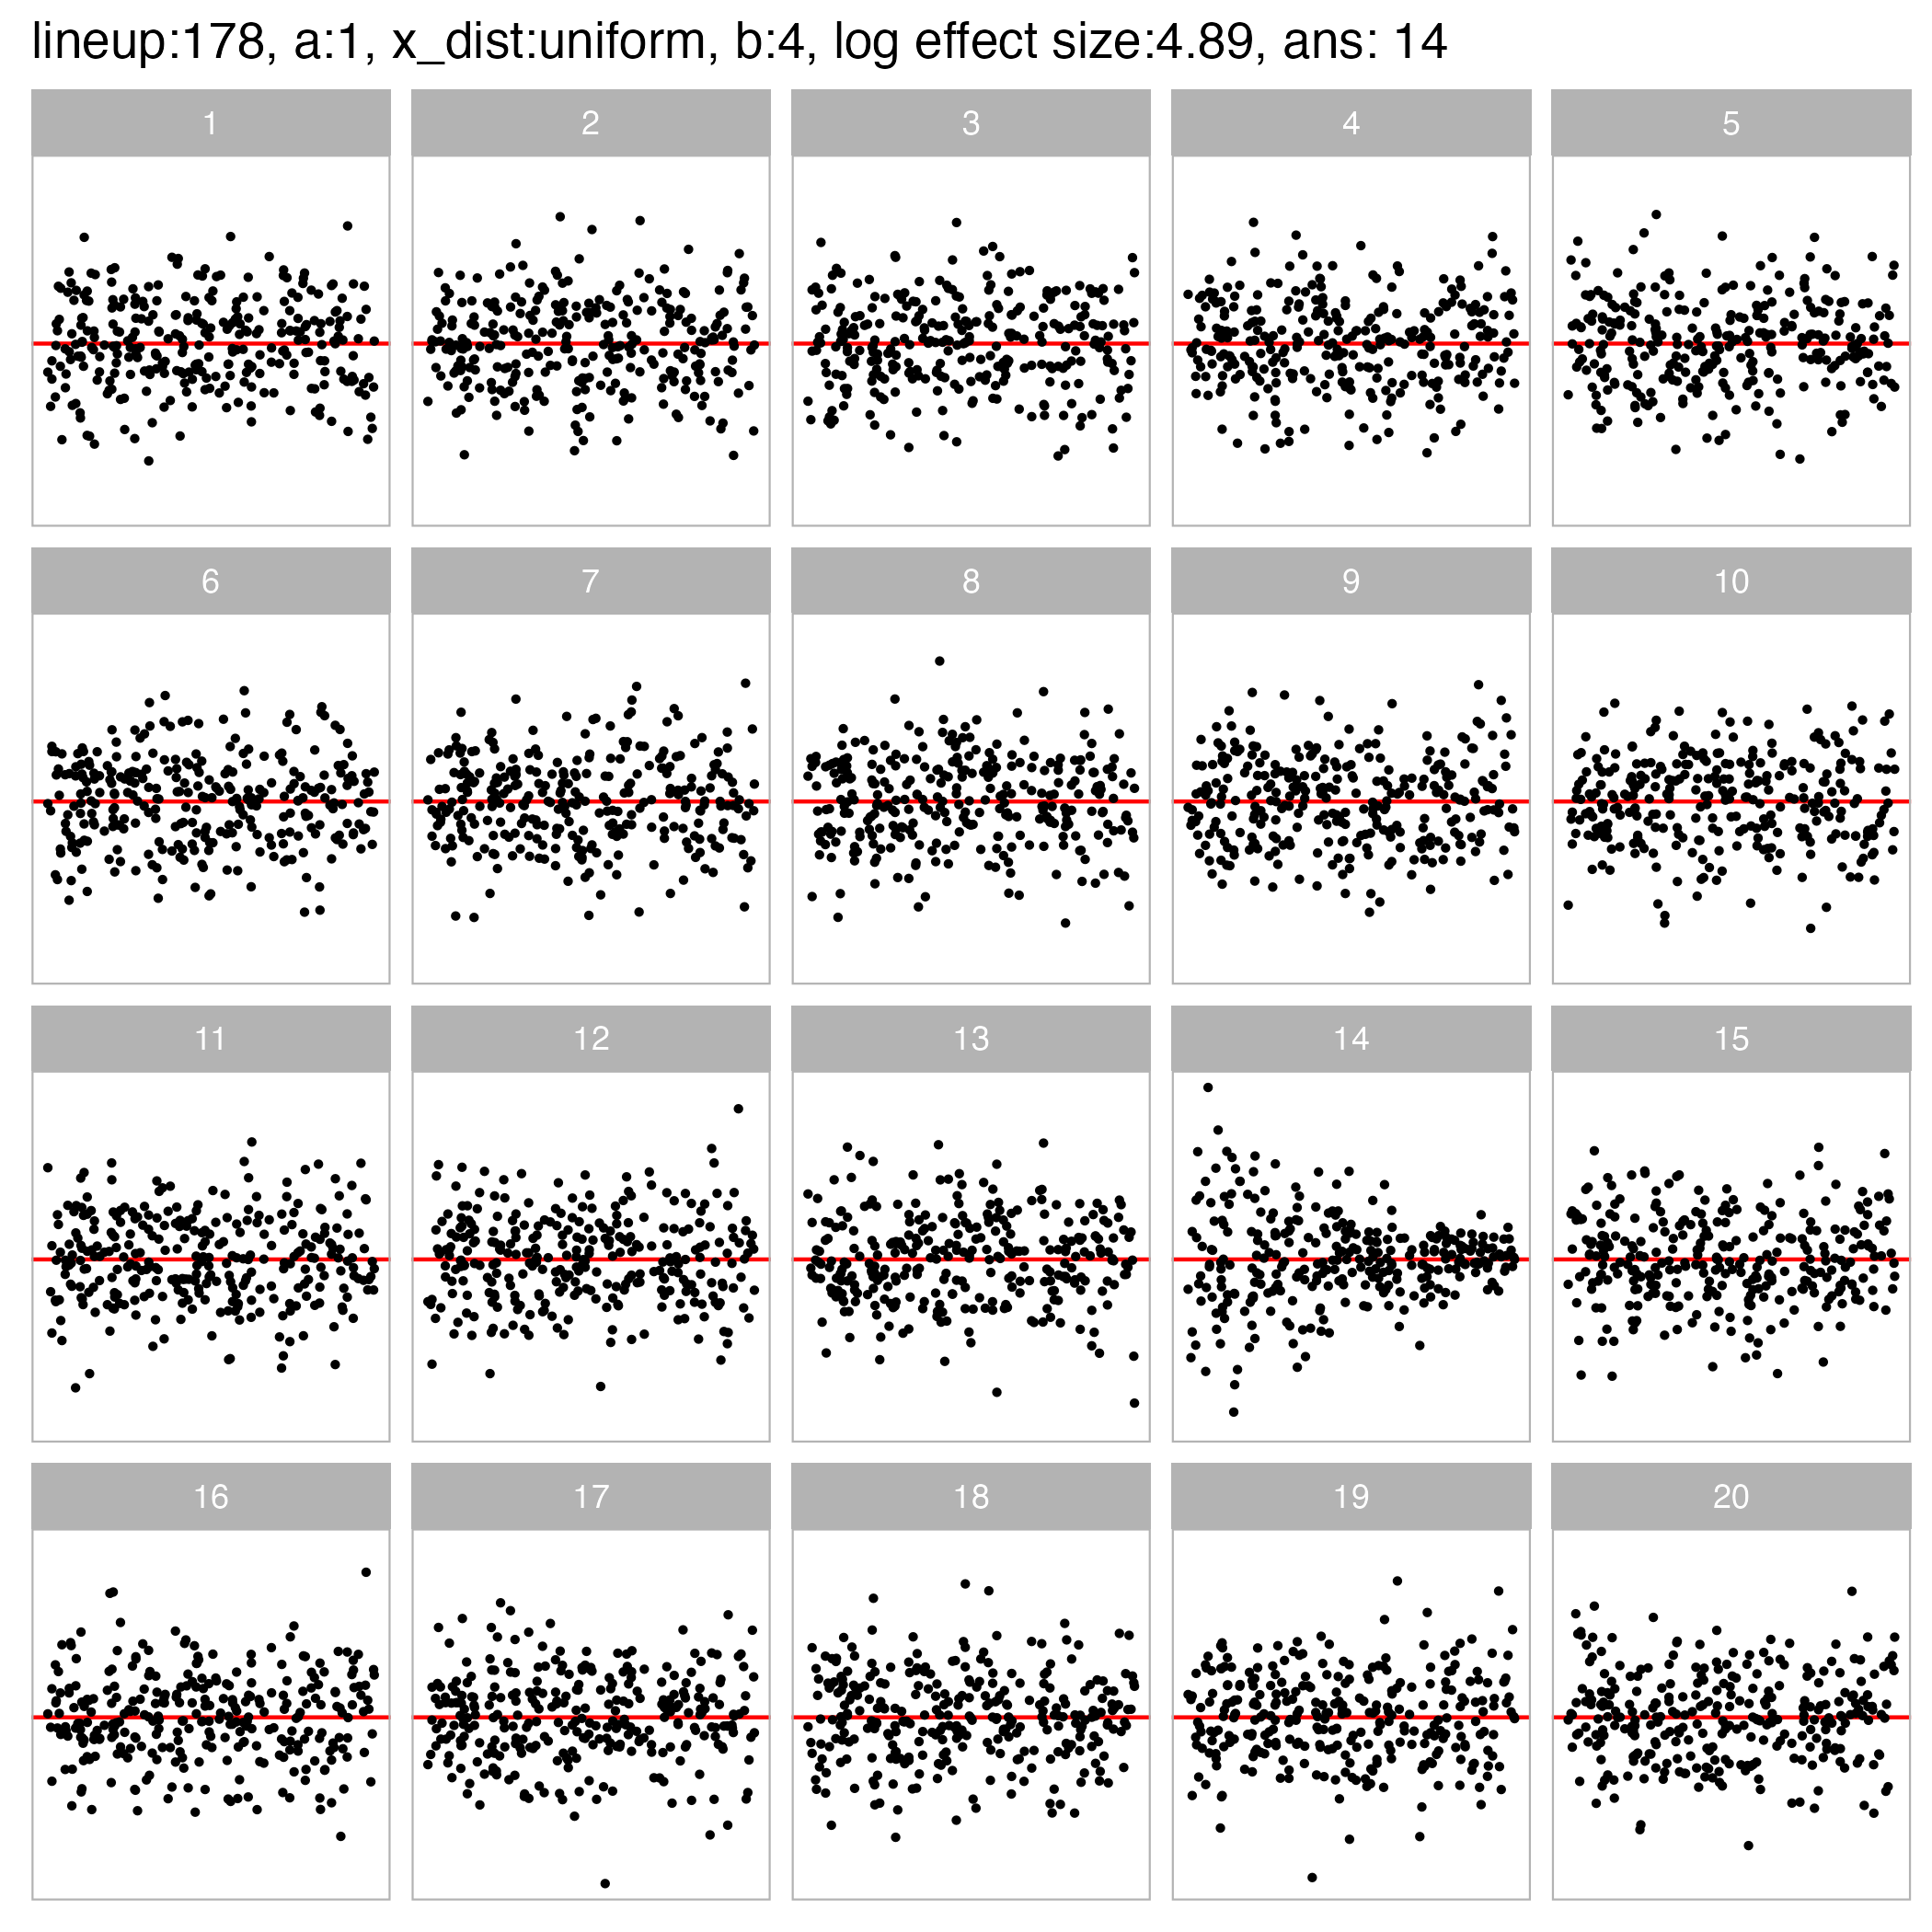 lineup:178, a:1, x_dist:uniform, b:4, log effect size:4.89, ans: 14
1 2 3 4 5
6 7 8 9 10
11 12 13 14 15
16 17 18 19 20